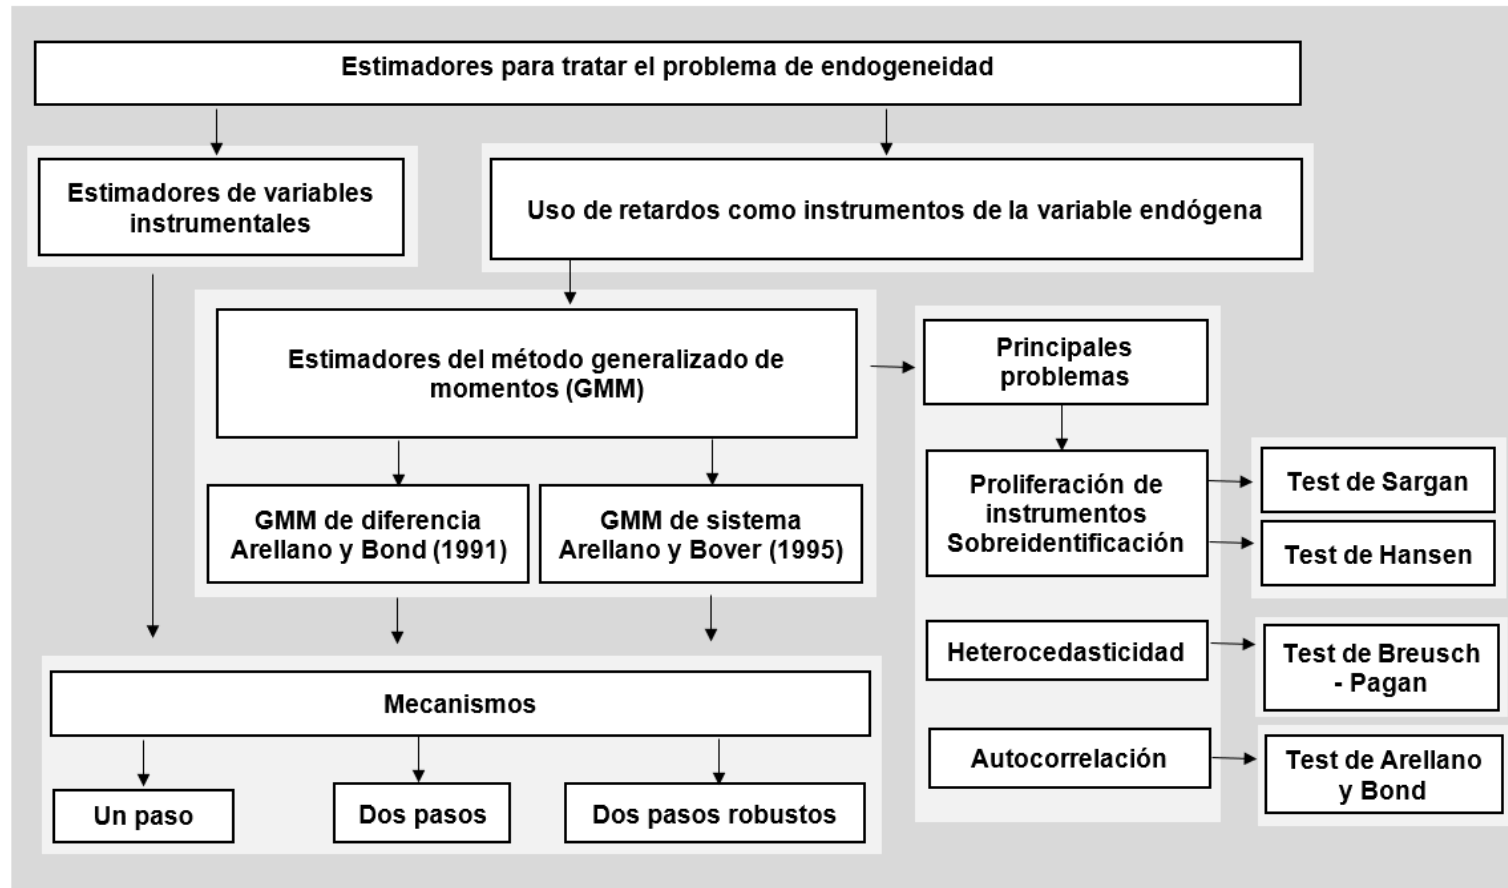 Estimadores para tratar el problema de endogeneidad
Estimadores de variables
instrumentales
Uso de retardos como instrumentos de la variable endógena
Estimadores del método generalizado de
momentos (GMM)
Principales
problemas
GMM de diferencia
Arellano y Bond (1991)
GMM de sistema
Arellano y Bover (1995)
Proliferación de
instrumentos
Sobreidentificación
Test de Sargan
Test de Hansen
Heterocedasticidad
Test de Breusch
- Pagan
Autocorrelación
Test de Arellano
y Bond
Mecanismos
Un paso
Dos pasos
Dos pasos robustos